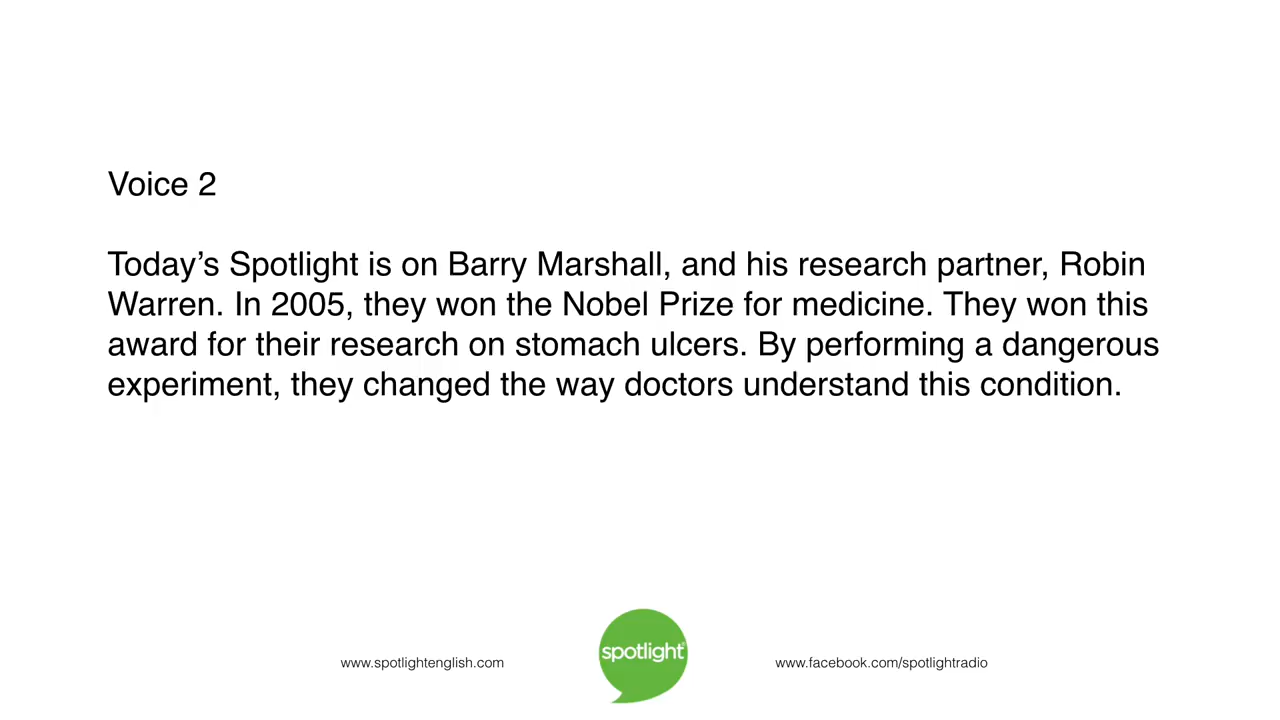 Voice 2
Today’s Spotlight is on Barry Marshall, and his research partner, Robin
Warren. In 2005, they won the Nobel Prize for medicine. They won this
award for their research on stomach ulcers. By performing a dangerous
experiment, they changed the way doctors understand this condition.
www.spotlightenglish.com
spotlight®
www.facebook.com/spotlightradio